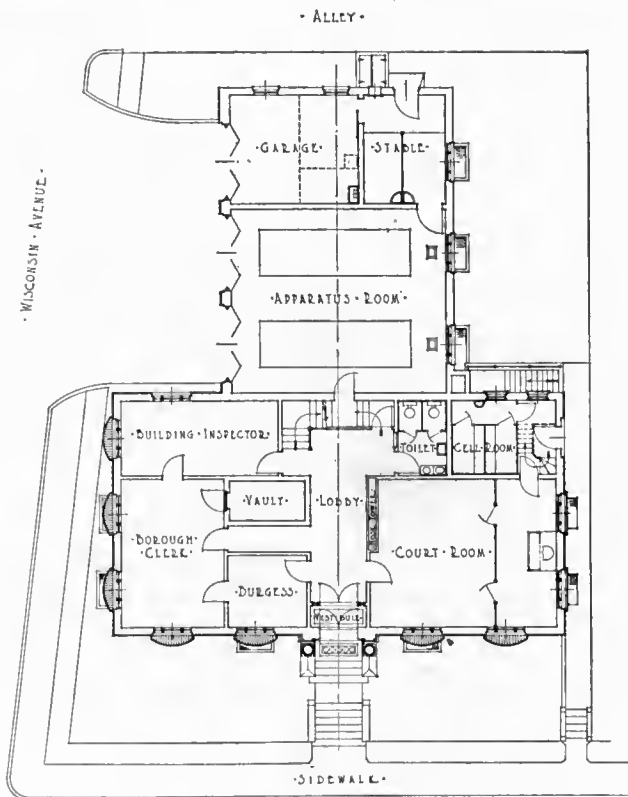 · ALLEY ·
· GARAGE ·
· STABLE ·
· WISCONSIN · AVENUE ·
· APPARATUS · ROOM ·
· BUILDING · INSPECTOR ·
TOILET
CELL ROOM
· VAULT ·
LOBBY
· BOROUGH ·
· CLERK ·
COURT · ROOM
· BURGESS ·
VESTIBULE
· SIDEWALK ·